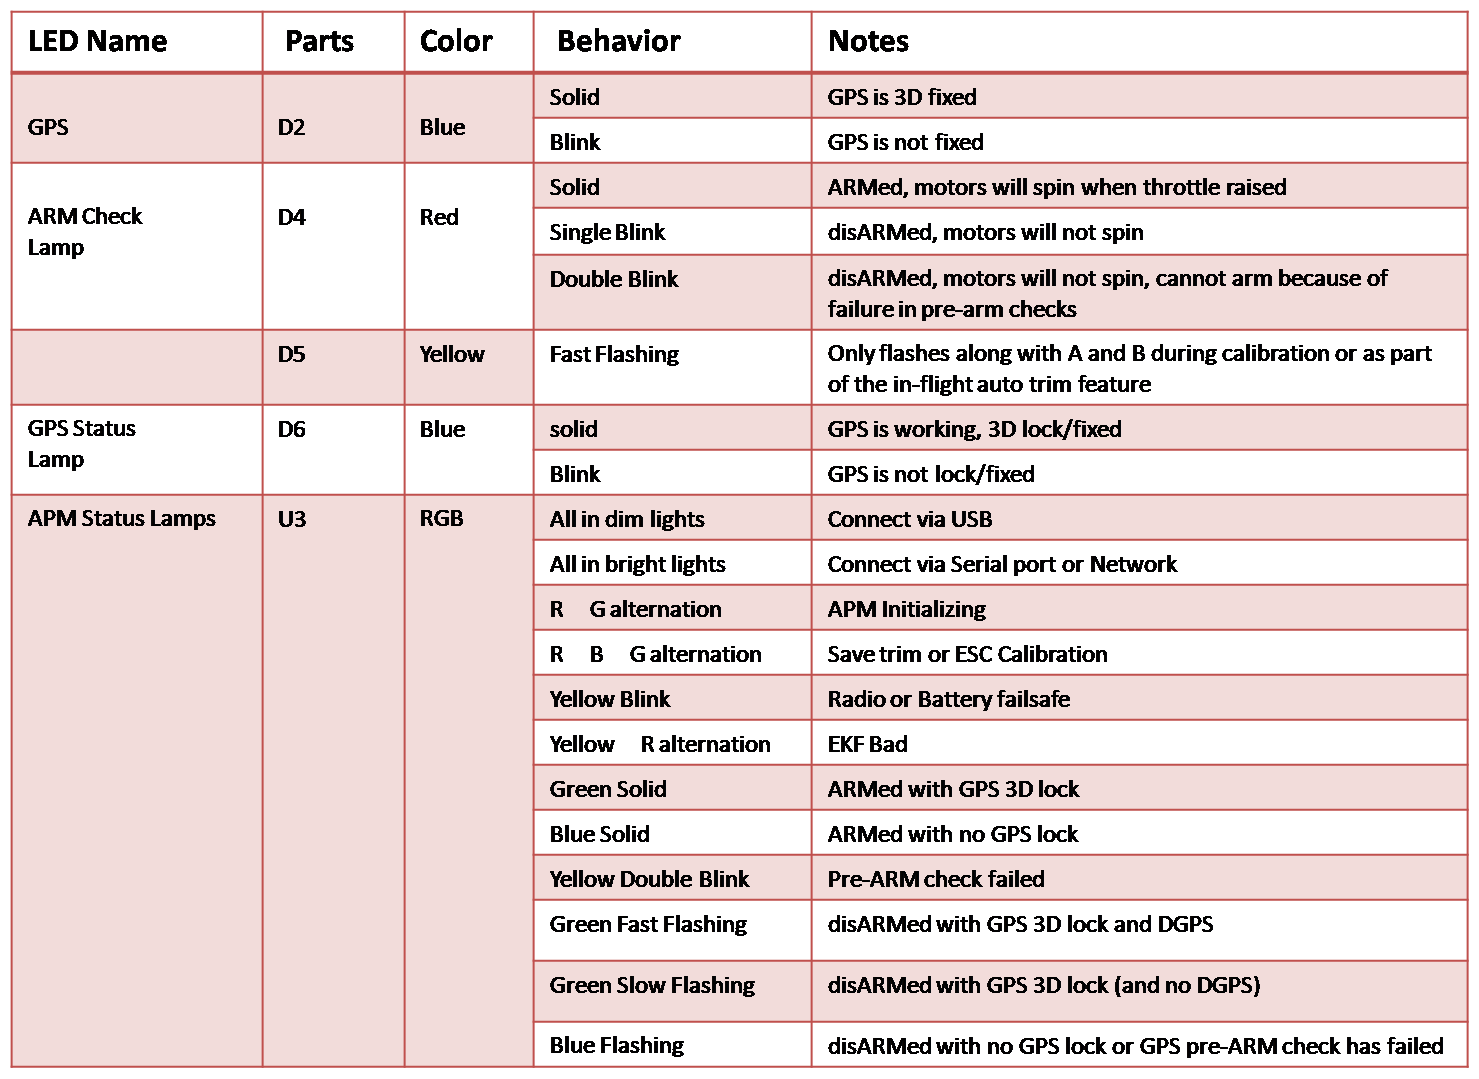 LED Name Parts Color Behavior Notes
GPS D2 Blue Solid GPS is 3D fixed
Blink GPS is not fixed
ARM Check Lamp D4 Red Solid ARMed, motors will spin when throttle raised
Single Blink disARMed, motors will not spin
Double Blink disARMed, motors will not spin, cannot arm because of
failure in pre-arm checks
D5 Yellow Fast Flashing Only flashes along with A and B during calibration or as part
of the in-flight auto trim feature
GPS Status Lamp D6 Blue solid GPS is working, 3D lock/fixed
Blink GPS is not lock/fixed
APM Status Lamps U3 RGB All in dim lights Connect via USB
All in bright lights Connect via Serial port or Network
R G alternation APM Initializing
R B G alternation Save trim or ESC Calibration
Yellow Blink Radio or Battery failsafe
Yellow R alternation EKF Bad
Green Solid ARMed with GPS 3D lock
Blue Solid ARMed with no GPS lock
Yellow Double Blink Pre-ARM check failed
Green Fast Flashing disARMed with GPS 3D lock and DGPS
Green Slow Flashing disARMed with GPS 3D lock (and no DGPS)
Blue Flashing disARMed with no GPS lock or GPS pre-ARM check has failed